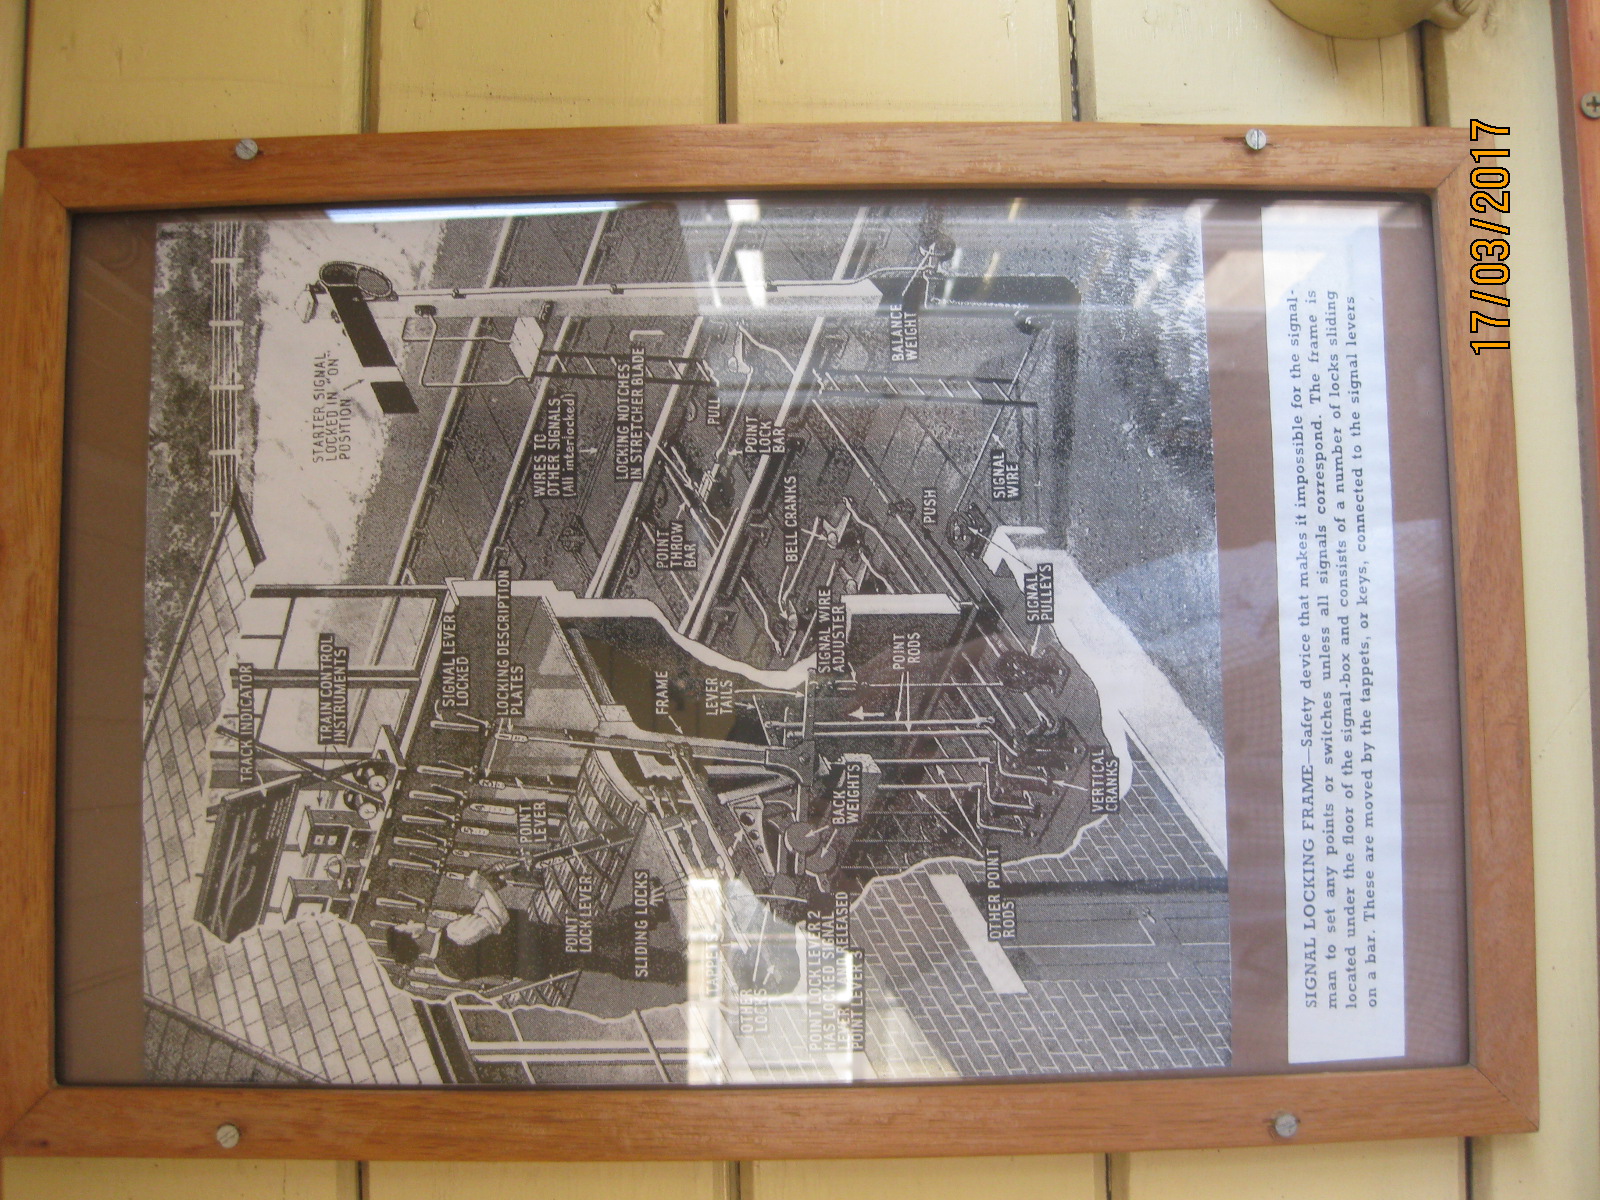 TRACK INDICATOR
TRAIN CONTROL
INSTRUMENTS
STARTER SIGNAL
LOCKED IN "ON"
POSITION
SIGNAL LEVER
LOCKED
LOCKING DESCRIPTION
PLATES
POINT
LEVER
WIRES TO
OTHER SIGNALS
(All interlocked)
POINT
LOCK LEVER
LOCKING NOTCHES
IN STRETCHER BLADE
SLIDING LOCKS
FRAME
POINT
THROW
BAR
TAPPETS
LEVER
TAILS
PULL
OTHER
LOCKS
POINT
LOCK
BAR
BELL CRANKS
POINT LOCK LEVER 2
HAS LOCKED SIGNAL
LEVER AND RELEASED
POINT LEVER 3
BACK
WEIGHTS
SIGNAL WIRE
ADJUSTER
POINT
RODS
BALANCE
WEIGHT
PUSH
OTHER POINT
RODS
SIGNAL
WIRE
SIGNAL
PULLEYS
VERTICAL
CRANKS
SIGNAL LOCKING FRAME—Safety device that makes it impossible for the signal-
man to set any points or switches unless all signals correspond. The frame is
located under the floor of the signal-box and consists of a number of locks sliding
on a bar. These are moved by the tappets, or keys, connected to the signal levers
17/03/2017